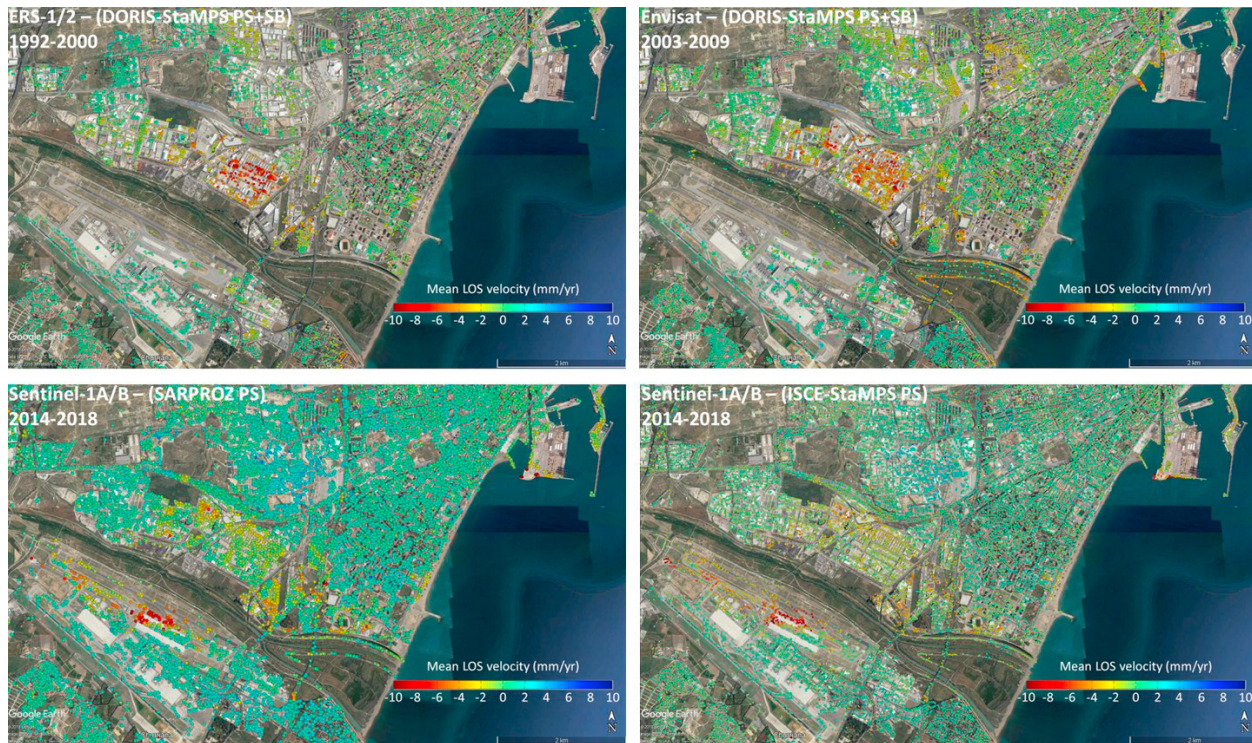 ERS-1/2 – (DORIS-StaMPS PS+SB)
1992-2000
Mean LOS velocity (mm/yr)
-10 -8 -6 -4 -2 0 2 4 6 8 10
Google Earth
N
2 km
Envisat – (DORIS-StaMPS PS+SB)
2003-2009
Mean LOS velocity (mm/yr)
-10 -8 -6 -4 -2 0 2 4 6 8 10
Google Earth
N
2 km
Sentinel-1A/B – (SARPROZ PS)
2014-2018
Mean LOS velocity (mm/yr)
-10 -8 -6 -4 -2 0 2 4 6 8 10
Google Earth
N
2 km
Sentinel-1A/B – (ISCE-StaMPS PS)
2014-2018
Mean LOS velocity (mm/yr)
-10 -8 -6 -4 -2 0 2 4 6 8 10
Google Earth
N
2 km